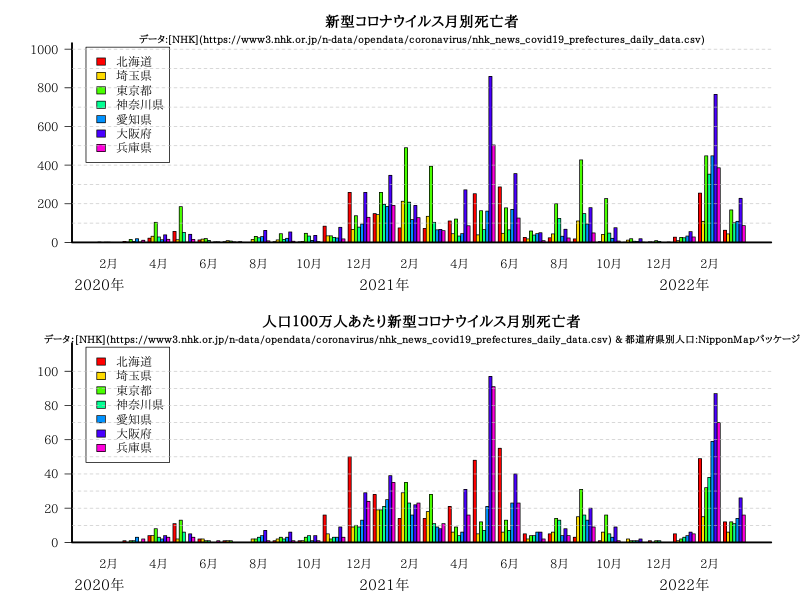 新型コロナウイルス月別死亡者
データ:[NHK](https://www3.nhk.or.jp/n-data/opendata/coronavirus/nhk_news_covid19_prefectures_daily_data.csv)
1000
800
600
400
200
0
北海道
埼玉県
東京都
神奈川県
愛知県
大阪府
兵庫県
2月 4月 6月 8月 10月 12月 2月 4月 6月 8月 10月 12月 2月
2020年 2021年 2022年
人口100万人あたり新型コロナウイルス月別死亡者
データ:[NHK](https://www3.nhk.or.jp/n-data/opendata/coronavirus/nhk_news_covid19_prefectures_daily_data.csv) & 都道府県別人口:NipponMapパッケージ
100
80
60
40
20
0
北海道
埼玉県
東京都
神奈川県
愛知県
大阪府
兵庫県
2月 4月 6月 8月 10月 12月 2月 4月 6月 8月 10月 12月 2月
2020年 2021年 2022年